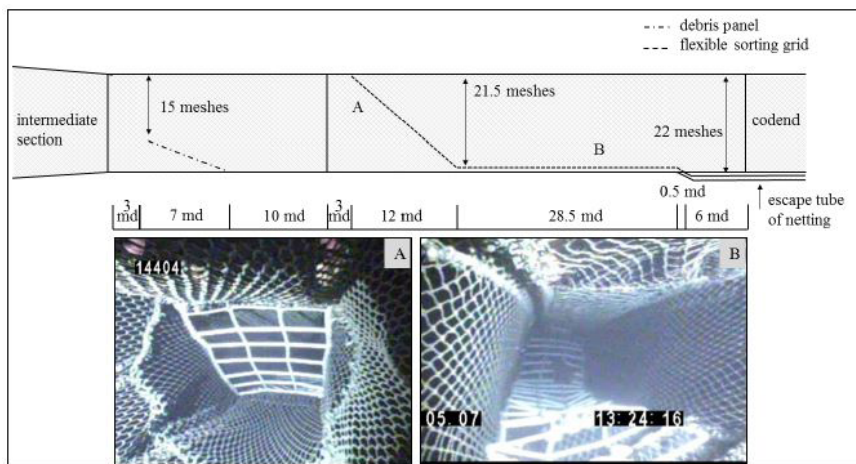 debris panel
flexible sorting grid
15 meshes
A
21.5 meshes
intermediate
section
B
22 meshes
codend
0.5 md
escape tube
of netting
3
md
7 md
10 md
3
md
12 md
28.5 md
6 md
14404
A
B
05.07
13:24:16